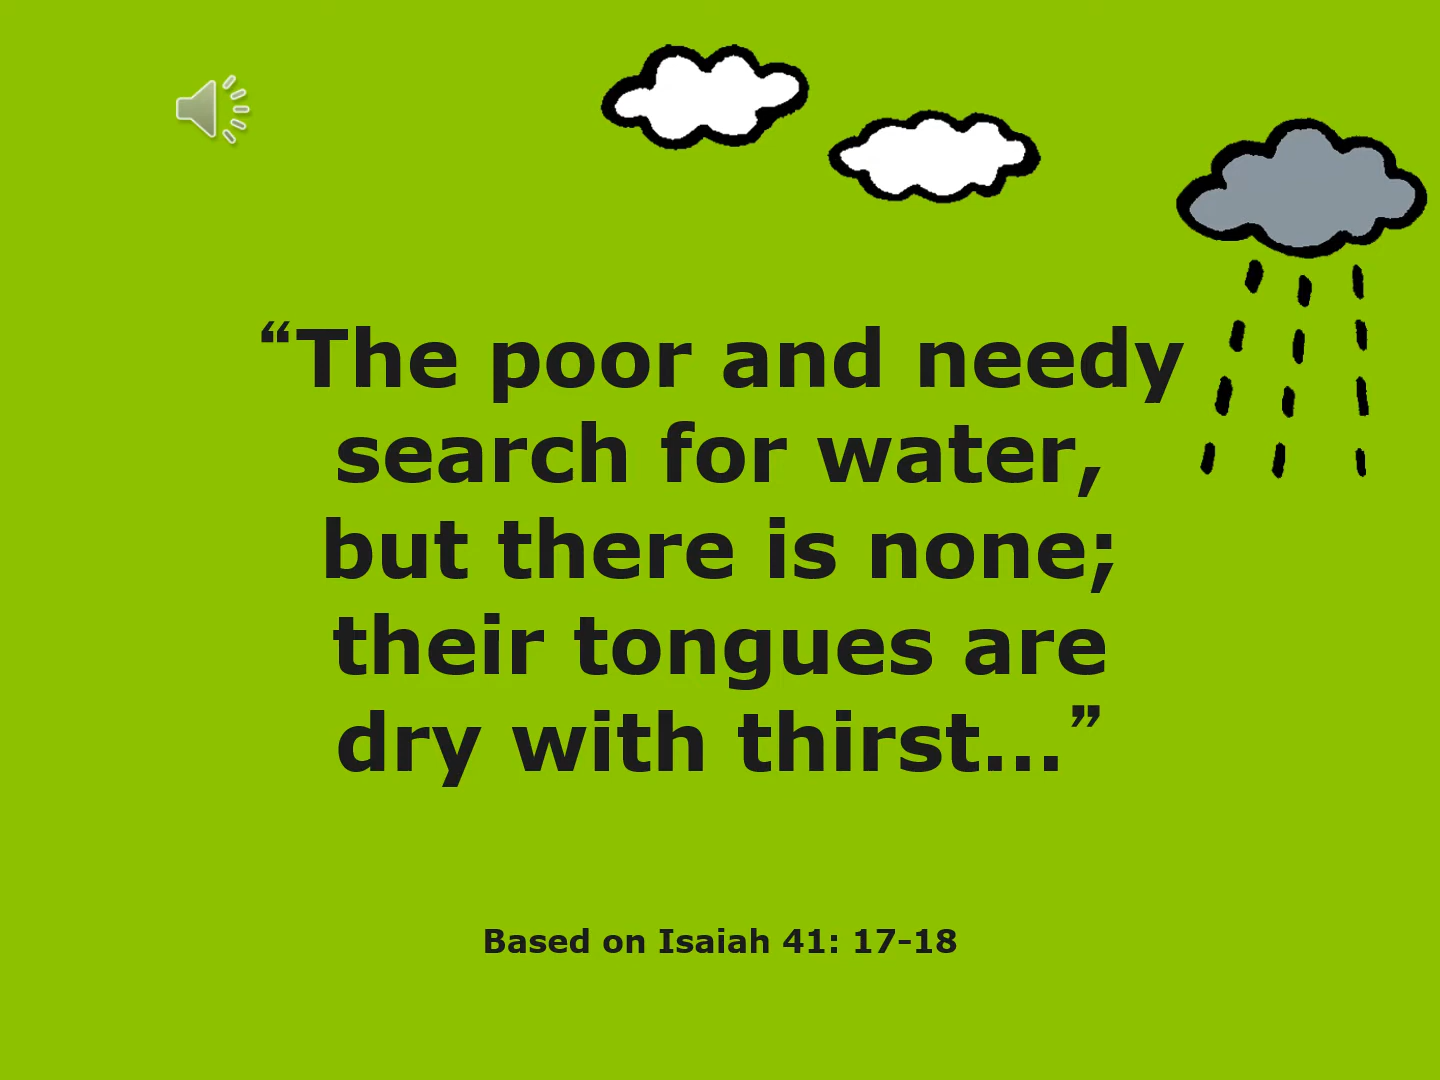 “The poor and needy
search for water,
but there is none;
their tongues are
dry with thirst…”
Based on Isaiah 41: 17-18